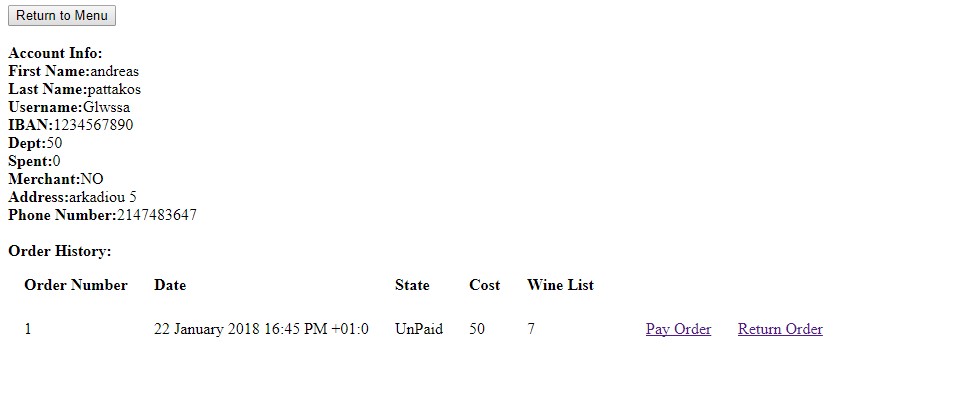 Return to Menu
Account Info:
First Name:andreas
Last Name:pattakos
Username:Glwssa
IBAN:1234567890
Dept:50
Spent:0
Merchant:NO
Address:arkadiou 5
Phone Number:2147483647
Order History:
Order Number Date State Cost Wine List
1 22 January 2018 16:45 PM +01:0 UnPaid 50 7 Pay Order Return Order